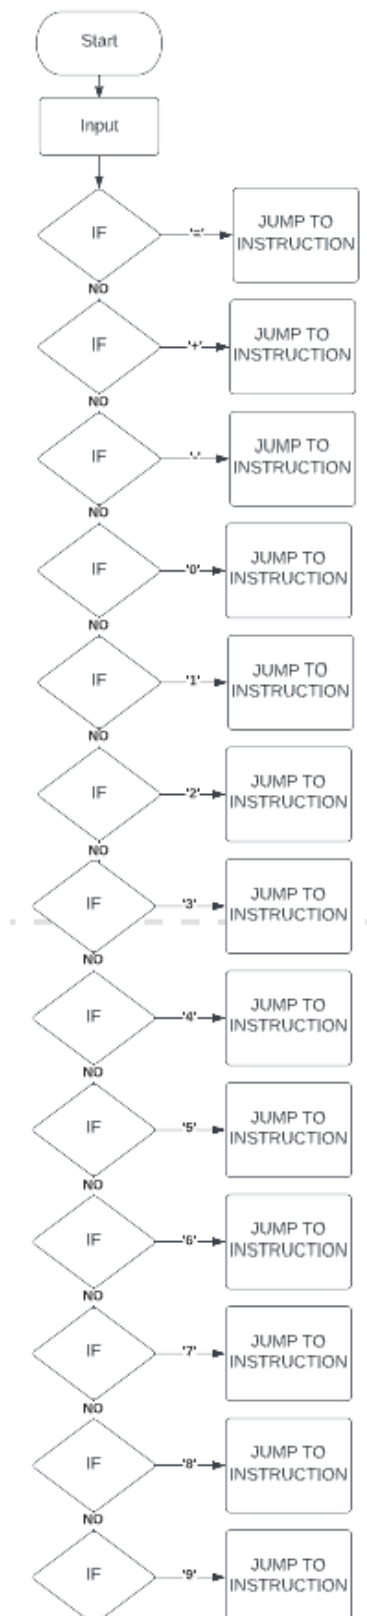 Start
Input
IF
'='
JUMP TO
INSTRUCTION
NO
IF
'+'
JUMP TO
INSTRUCTION
NO
IF
'-'
JUMP TO
INSTRUCTION
NO
IF
'0'
JUMP TO
INSTRUCTION
NO
IF
'1'
JUMP TO
INSTRUCTION
NO
IF
'2'
JUMP TO
INSTRUCTION
NO
IF
'3'
JUMP TO
INSTRUCTION
NO
IF
'4'
JUMP TO
INSTRUCTION
NO
IF
'5'
JUMP TO
INSTRUCTION
NO
IF
'6'
JUMP TO
INSTRUCTION
NO
IF
'7'
JUMP TO
INSTRUCTION
NO
IF
'8'
JUMP TO
INSTRUCTION
NO
IF
'9'
JUMP TO
INSTRUCTION